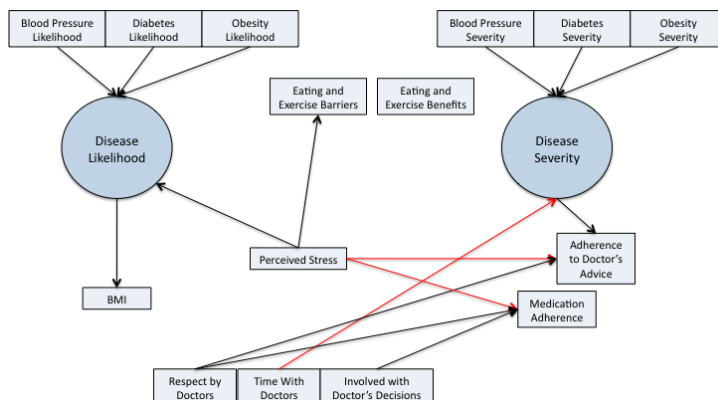 Blood Pressure
Likelihood
Diabetes
Likelihood
Obesity
Likelihood
Blood Pressure
Severity
Diabetes
Severity
Obesity
Severity
Eating and
Exercise Barriers
Eating and
Exercise Benefits
Disease
Likelihood
Disease
Severity
Perceived Stress
Adherence
to Doctor's
Advice
BMI
Medication
Adherence
Respect by
Doctors
Time With
Doctors
Involved with
Doctor's Decisions